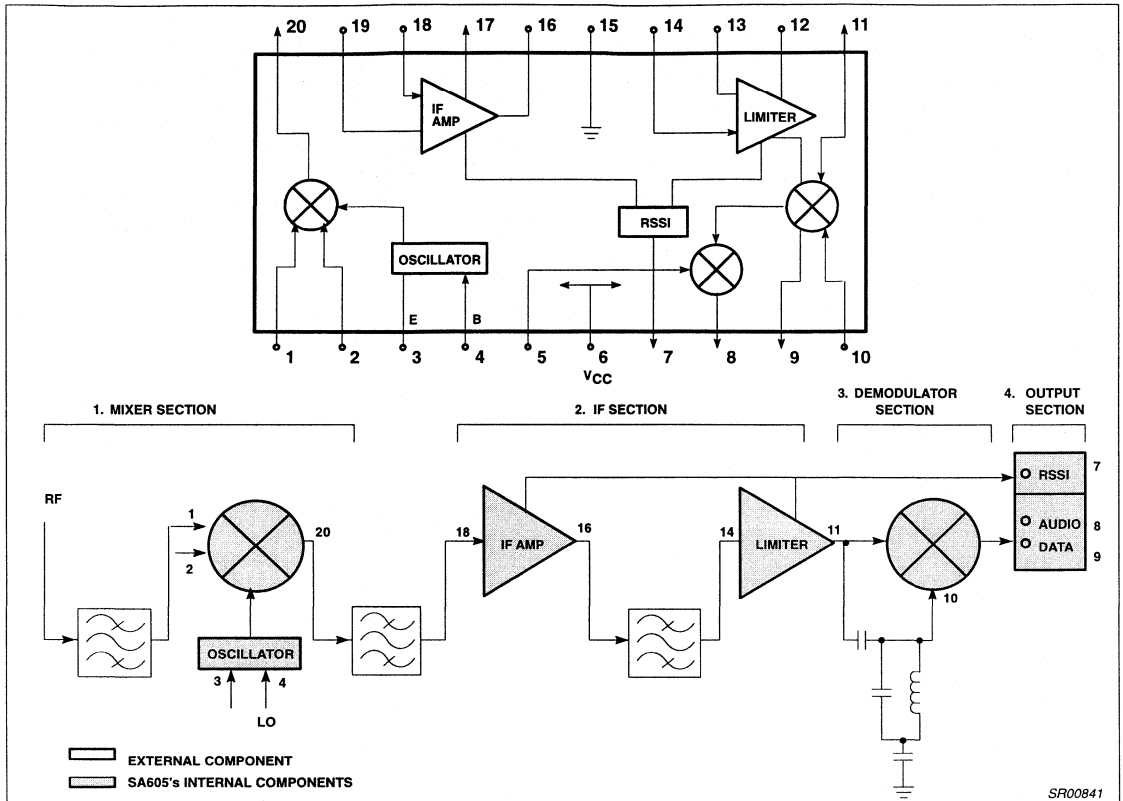 20 19 18 17 16 15 14 13 12 11
IF
AMP
LIMITER
RSSI
OSCILLATOR
E B
1 2 3 4 5 6 7 8 9 10
VCC
1. MIXER SECTION
2. IF SECTION
3. DEMODULATOR
SECTION
4. OUTPUT
SECTION
RF
1
2
20
OSCILLATOR
3 4
LO
18
IF AMP
16
14
LIMITER
11
10
RSSI 7
AUDIO 8
DATA 9
EXTERNAL COMPONENT
SA605's INTERNAL COMPONENTS
SR00841